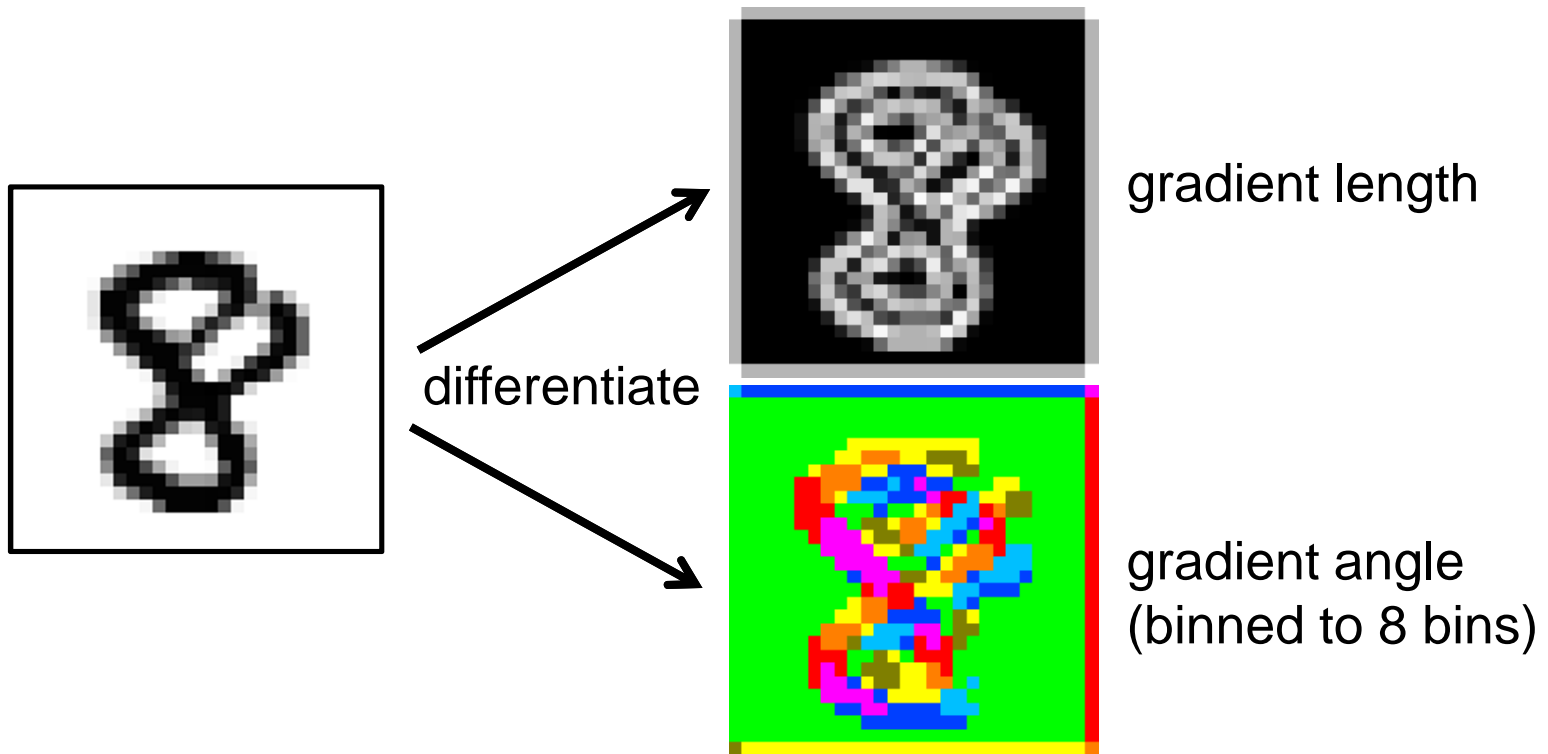 gradient length
differentiate
gradient angle
(binned to 8 bins)